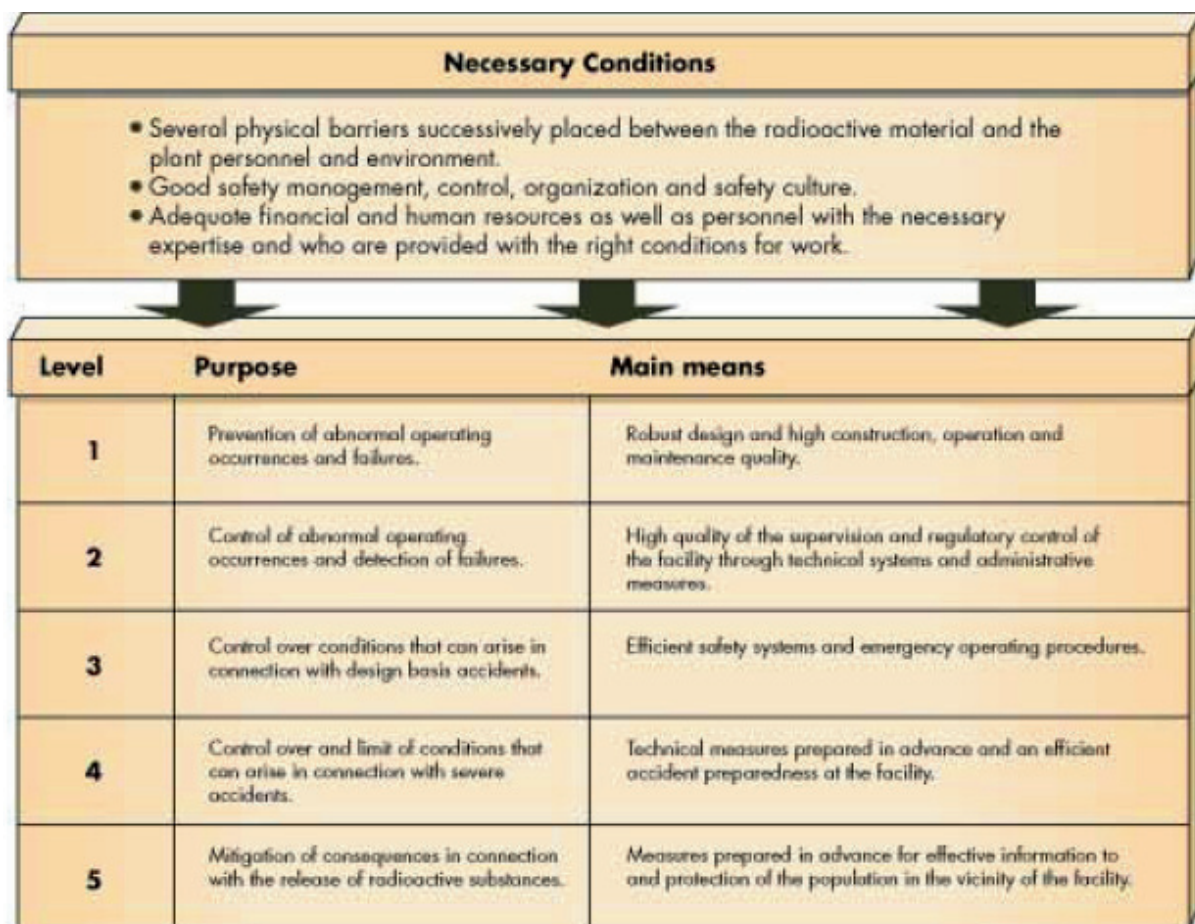 Necessary Conditions
• Several physical barriers successively placed between the radioactive material and the
plant personnel and environment.
• Good safety management, control, organization and safety culture.
• Adequate financial and human resources as well as personnel with the necessary
expertise and who are provided with the right conditions for work.
Level Purpose Main means
1
Prevention of abnormal operating
occurrences and failures.
Robust design and high construction, operation and
maintenance quality.
2
Control of abnormal operating
occurrences and detection of failures.
High quality of the supervision and regulatory control of
the facility through technical systems and administrative
measures.
3
Control over conditions that can arise in
connection with design basis accidents.
Efficient safety systems and emergency operating procedures.
4
Control over and limit of conditions that
can arise in connection with severe
accidents.
Technical measures prepared in advance and an efficient
accident preparedness at the facility.
5
Mitigation of consequences in connection
with the release of radioactive substances.
Measures prepared in advance for effective information to
and protection of the population in the vicinity of the facility.